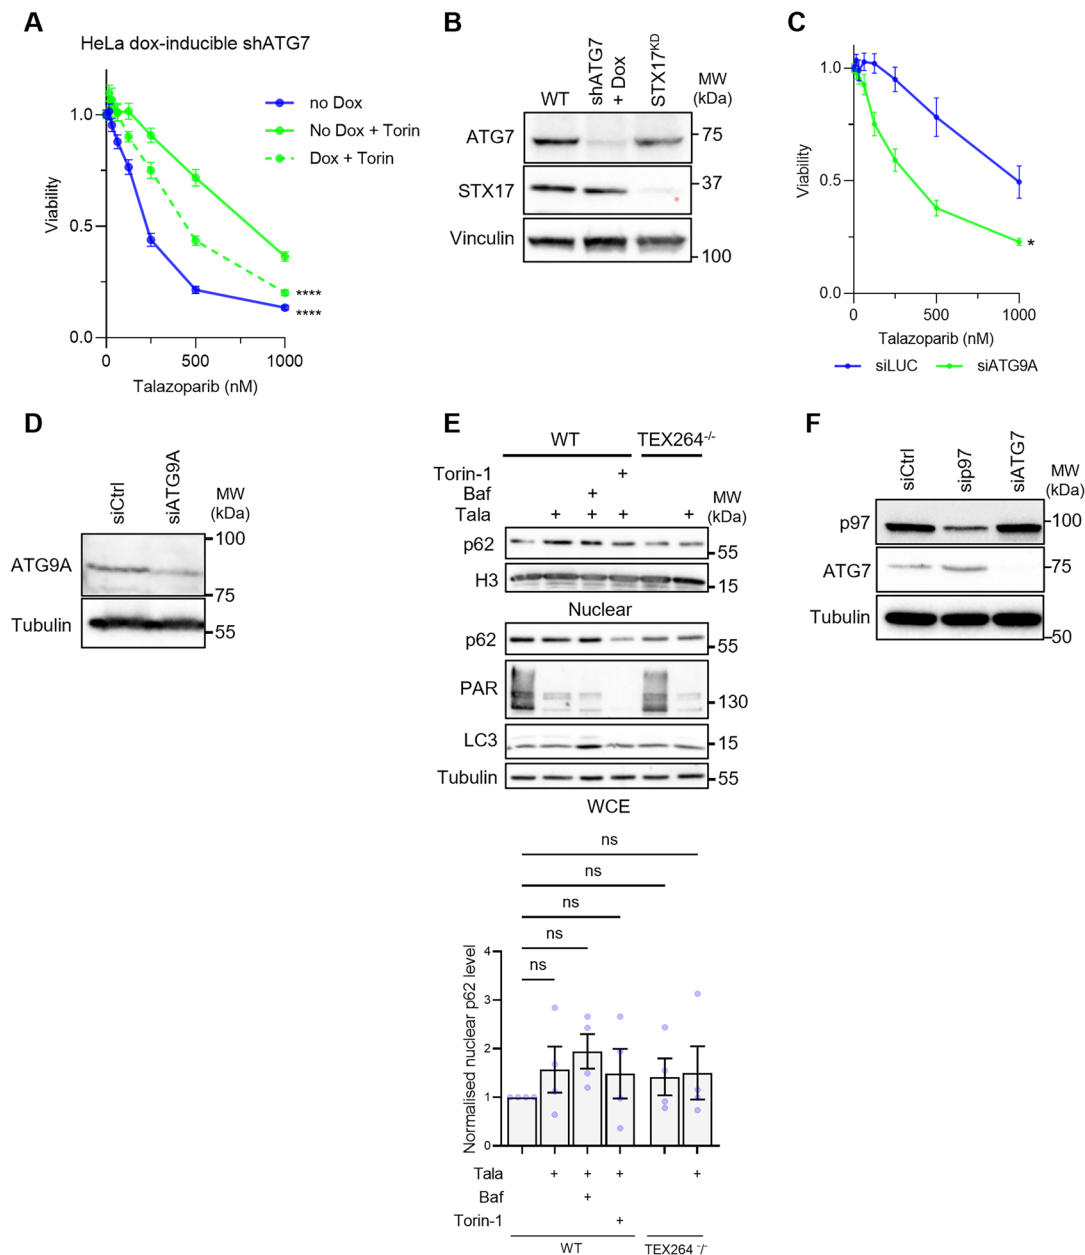 A
HeLa dox-inducible shATG7
Viability
1.0
0.5
0.0
0
500
1000
Talazoparib (nM)
no Dox
No Dox + Torin
Dox + Torin
****
****
B
WT
shATG7
+ Dox
STX17KD
MW
(kDa)
ATG7
75
STX17
37
Vinculin
100
C
Viability
1.0
0.5
0.0
0
500
1000
*
Talazoparib (nM)
siLUC
siATG9A
D
siCtrl
siATG9A
MW
(kDa)
100
ATG9A
75
Tubulin
55
E
WT
TEX264-/-
Torin-1
+
Baf
+
Tala
+ + + +
MW
(kDa)
p62
55
H3
15
Nuclear
p62
55
PAR
130
LC3
15
Tubulin
55
WCE
ns
ns
ns
ns
ns
Normalised nuclear p62 level
4
3
2
1
0
Tala
+ + + +
Baf
+
Torin-1
+
WT
TEX264 -/-
F
siCtrl
sip97
siATG7
MW
(kDa)
p97
100
ATG7
75
Tubulin
50